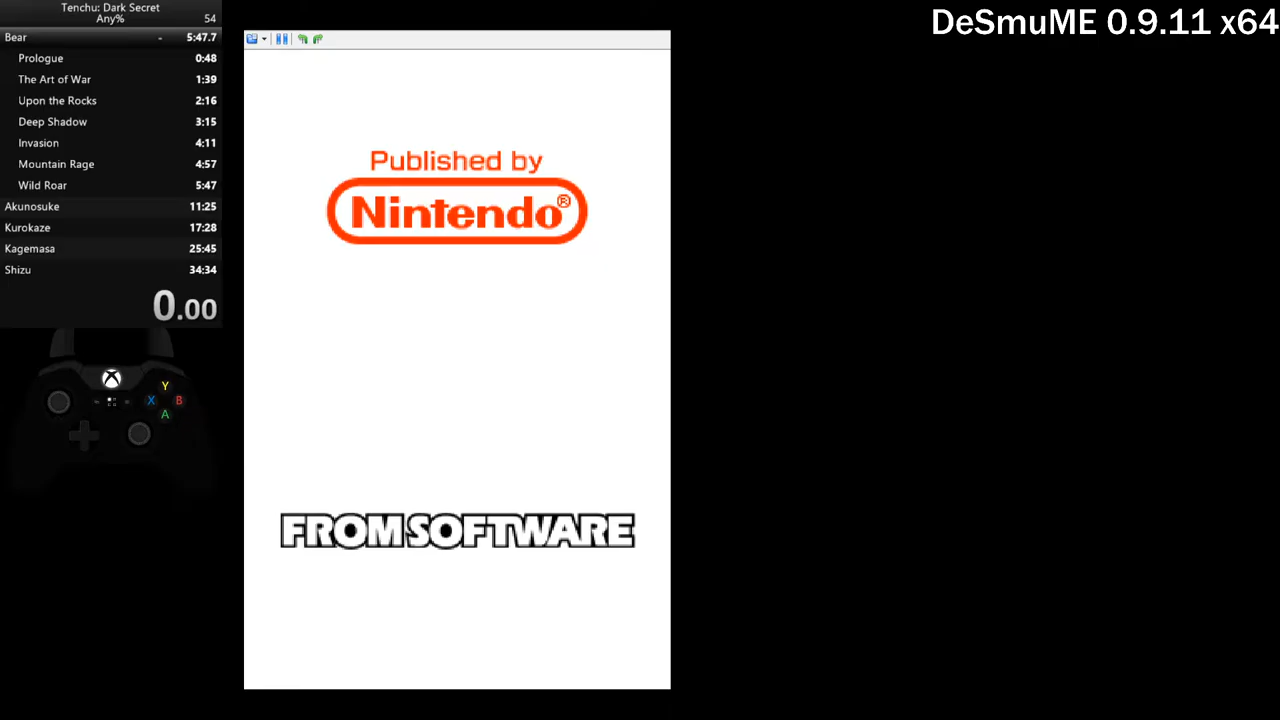 Tenchu: Dark Secret
Any% 54
Bear - 5:47.7
Prologue 0:48
The Art of War 1:39
Upon the Rocks 2:16
Deep Shadow 3:15
Invasion 4:11
Mountain Rage 4:57
Wild Roar 5:47
Akunosuke 11:25
Kurokaze 17:28
Kagemasa 25:45
Shizu 34:34
0.00
Y
X B
A
Published by
Nintendo®
FROMSOFTWARE
DeSmuME 0.9.11 x64